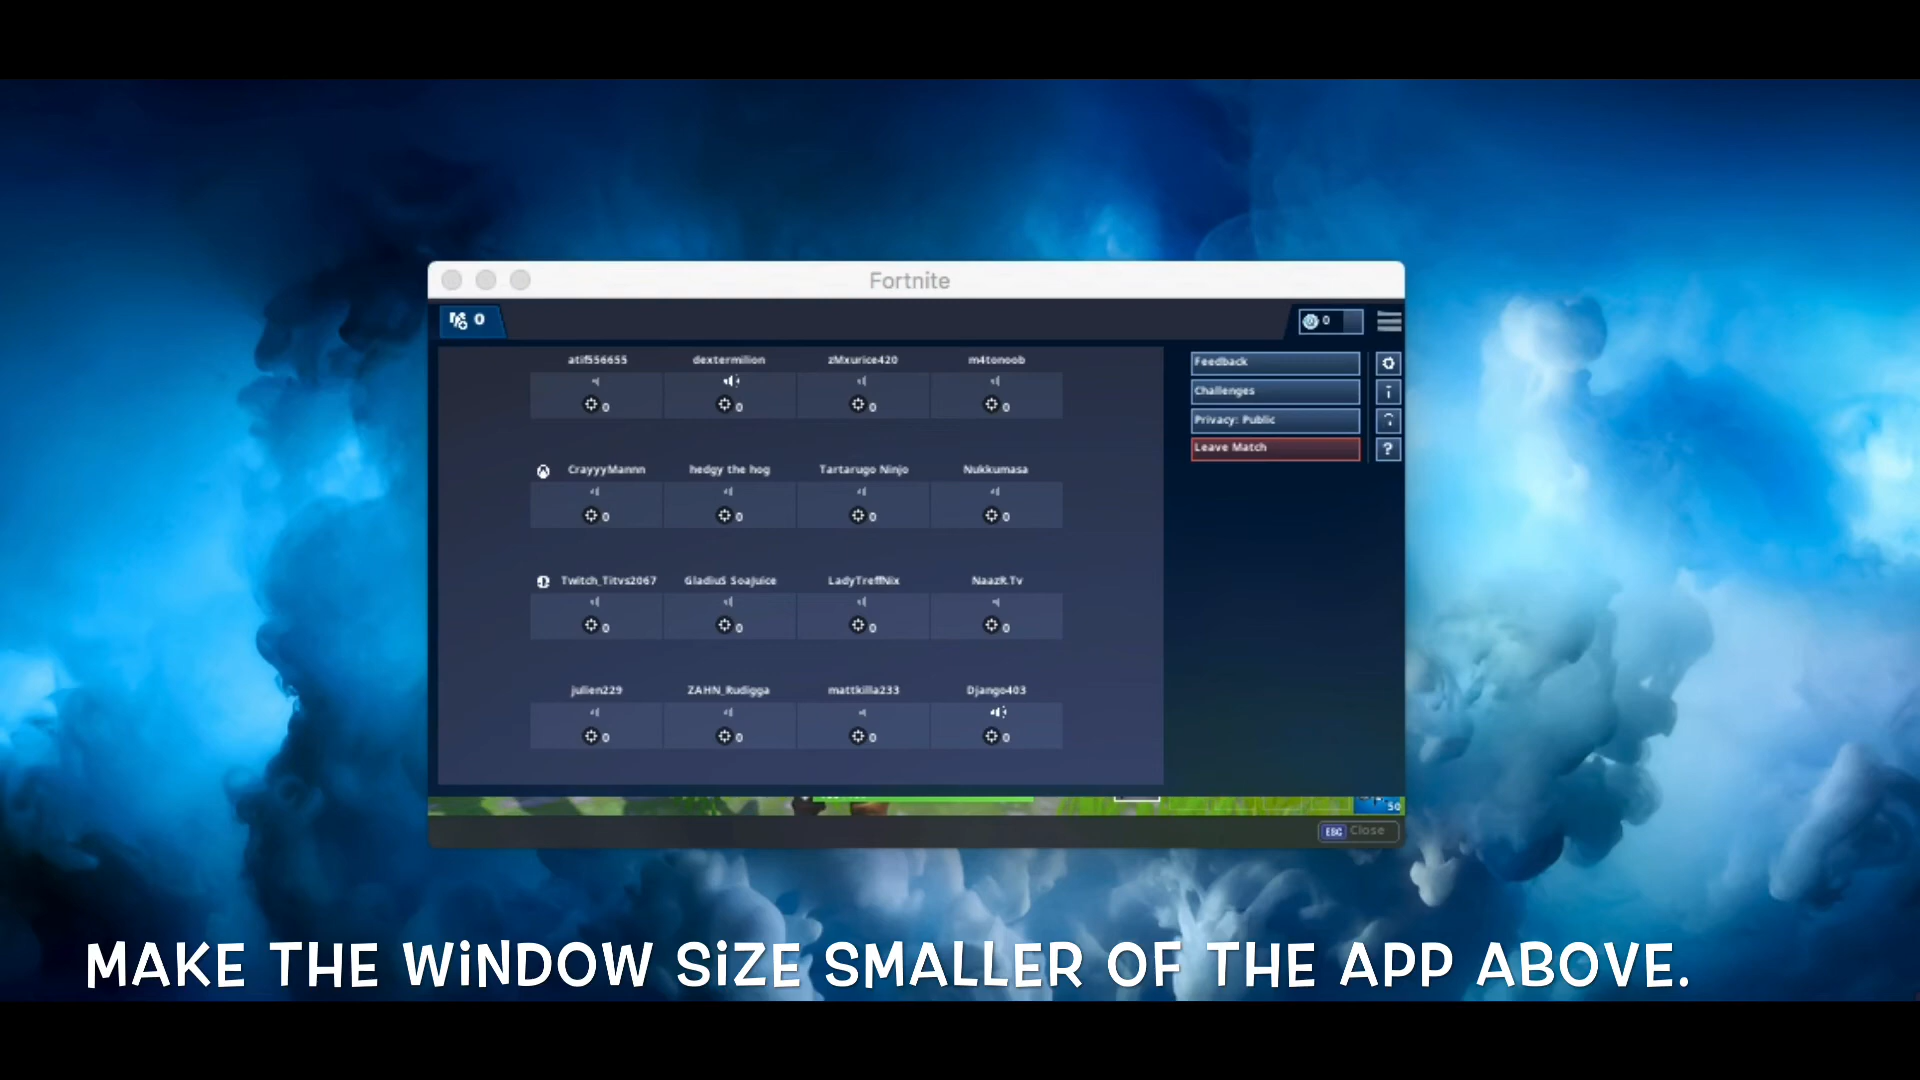 Fortnite
0
0
atif556655 dextermilion zMxurice420 m4tonoob
0 0 0 0
Feedback
Challenges
Privacy: Public
Leave Match
?
CrayyyMannn hedgy the hog Tartarugo Ninjo Nukkumasa
0 0 0 0
Twitch_Titvs2067 GladiuS SoaJuice LadyTreffNix NaazR.Tv
0 0 0 0
julien229 ZAHN_Rudigga mattkilla233 Django403
0 0 0 0
50
ESC Close
MAKE THE WiNDOW SiZE SMALLER OF THE APP ABOVE.